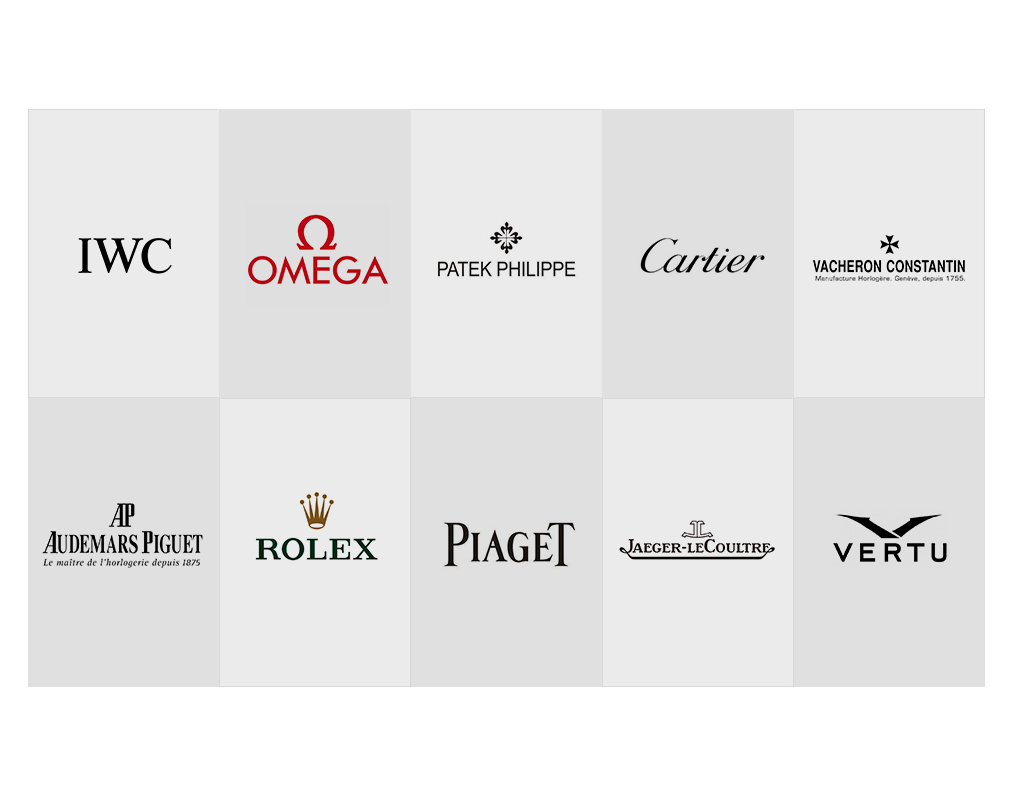 IWC
Ω
OMEGA
PATEK PHILIPPE
Cartier
VACHERON CONSTANTIN
Manufacture Horlogère. Genève, depuis 1755.
AP
AUDEMARS PIGUET
Le maître de l'horlogerie depuis 1875
ROLEX
PIAGET
JAEGER-LECOULTRE
VERTU